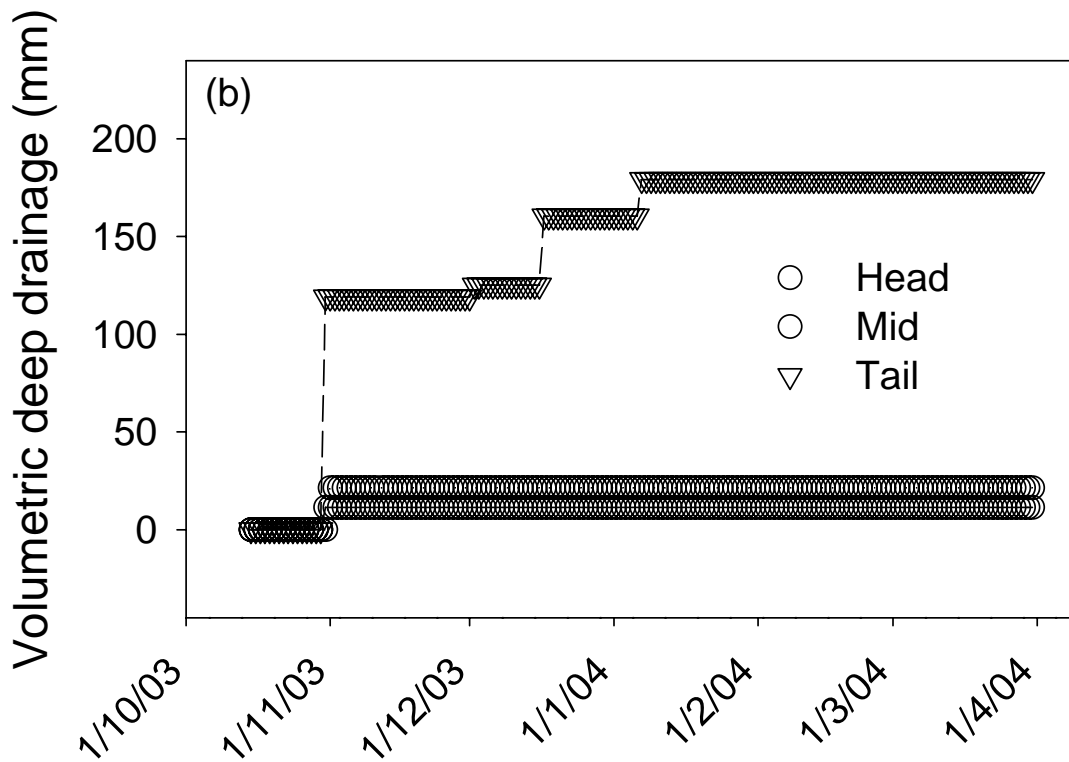 Volumetric deep drainage (mm)
(b)
200
150
100
50
0
Head
Mid
Tail
1/10/03
1/11/03
1/12/03
1/1/04
1/2/04
1/3/04
1/4/04